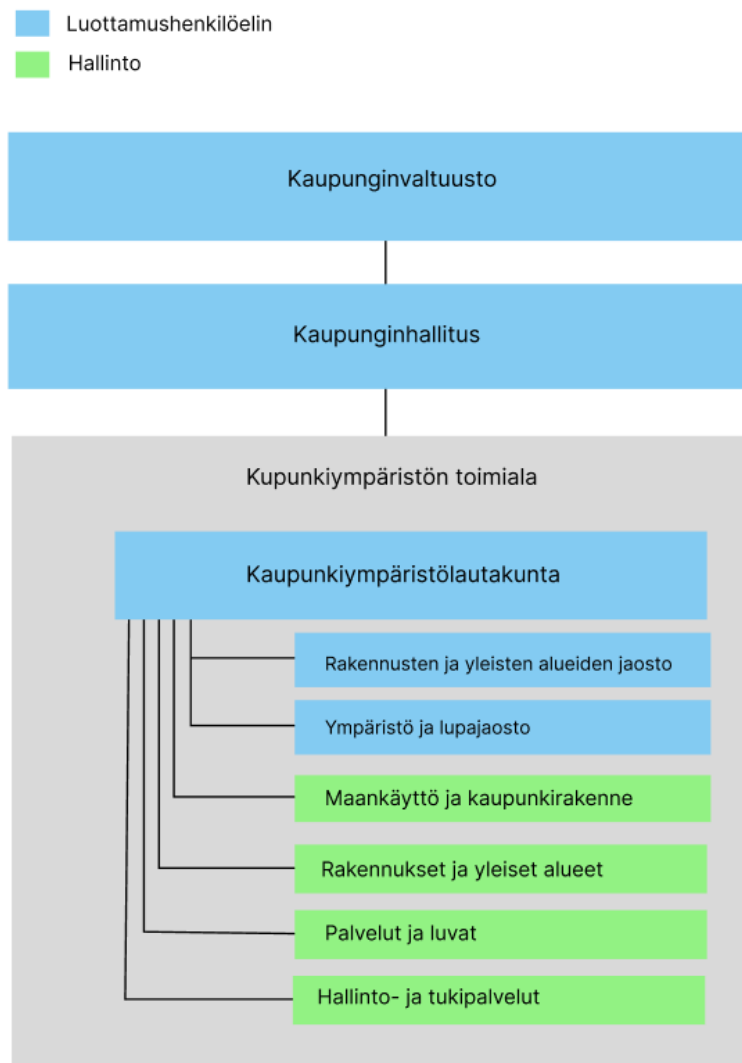 Luottamushenkilöelin
Hallinto
Kaupunginvaltuusto
Kaupunginhallitus
Kupunkiympäristön toimiala
Kaupunkiympäristölautakunta
Rakennusten ja yleisten alueiden jaosto
Ympäristö ja lupajaosto
Maankäyttö ja kaupunkirakenne
Rakennukset ja yleiset alueet
Palvelut ja luvat
Hallinto- ja tukipalvelut